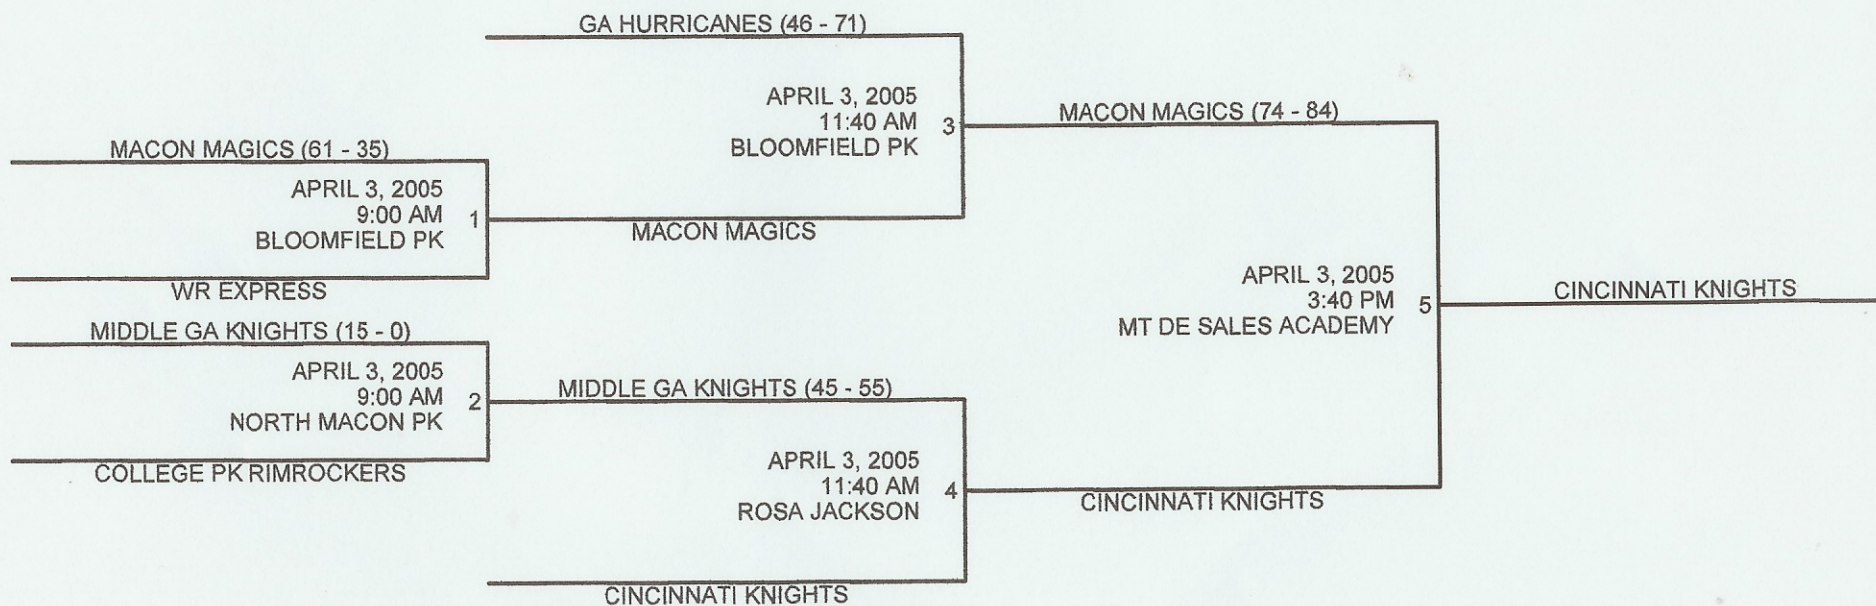 GA HURRICANES (46 - 71)
APRIL 3, 2005
11:40 AM
BLOOMFIELD PK
3
MACON MAGICS (74 - 84)
MACON MAGICS (61 - 35)
APRIL 3, 2005
9:00 AM
BLOOMFIELD PK
1
MACON MAGICS
WR EXPRESS
APRIL 3, 2005
3:40 PM
MT DE SALES ACADEMY
5
CINCINNATI KNIGHTS
MIDDLE GA KNIGHTS (15 - 0)
APRIL 3, 2005
9:00 AM
NORTH MACON PK
2
MIDDLE GA KNIGHTS (45 - 55)
COLLEGE PK RIMROCKERS
APRIL 3, 2005
11:40 AM
ROSA JACKSON
4
CINCINNATI KNIGHTS
CINCINNATI KNIGHTS